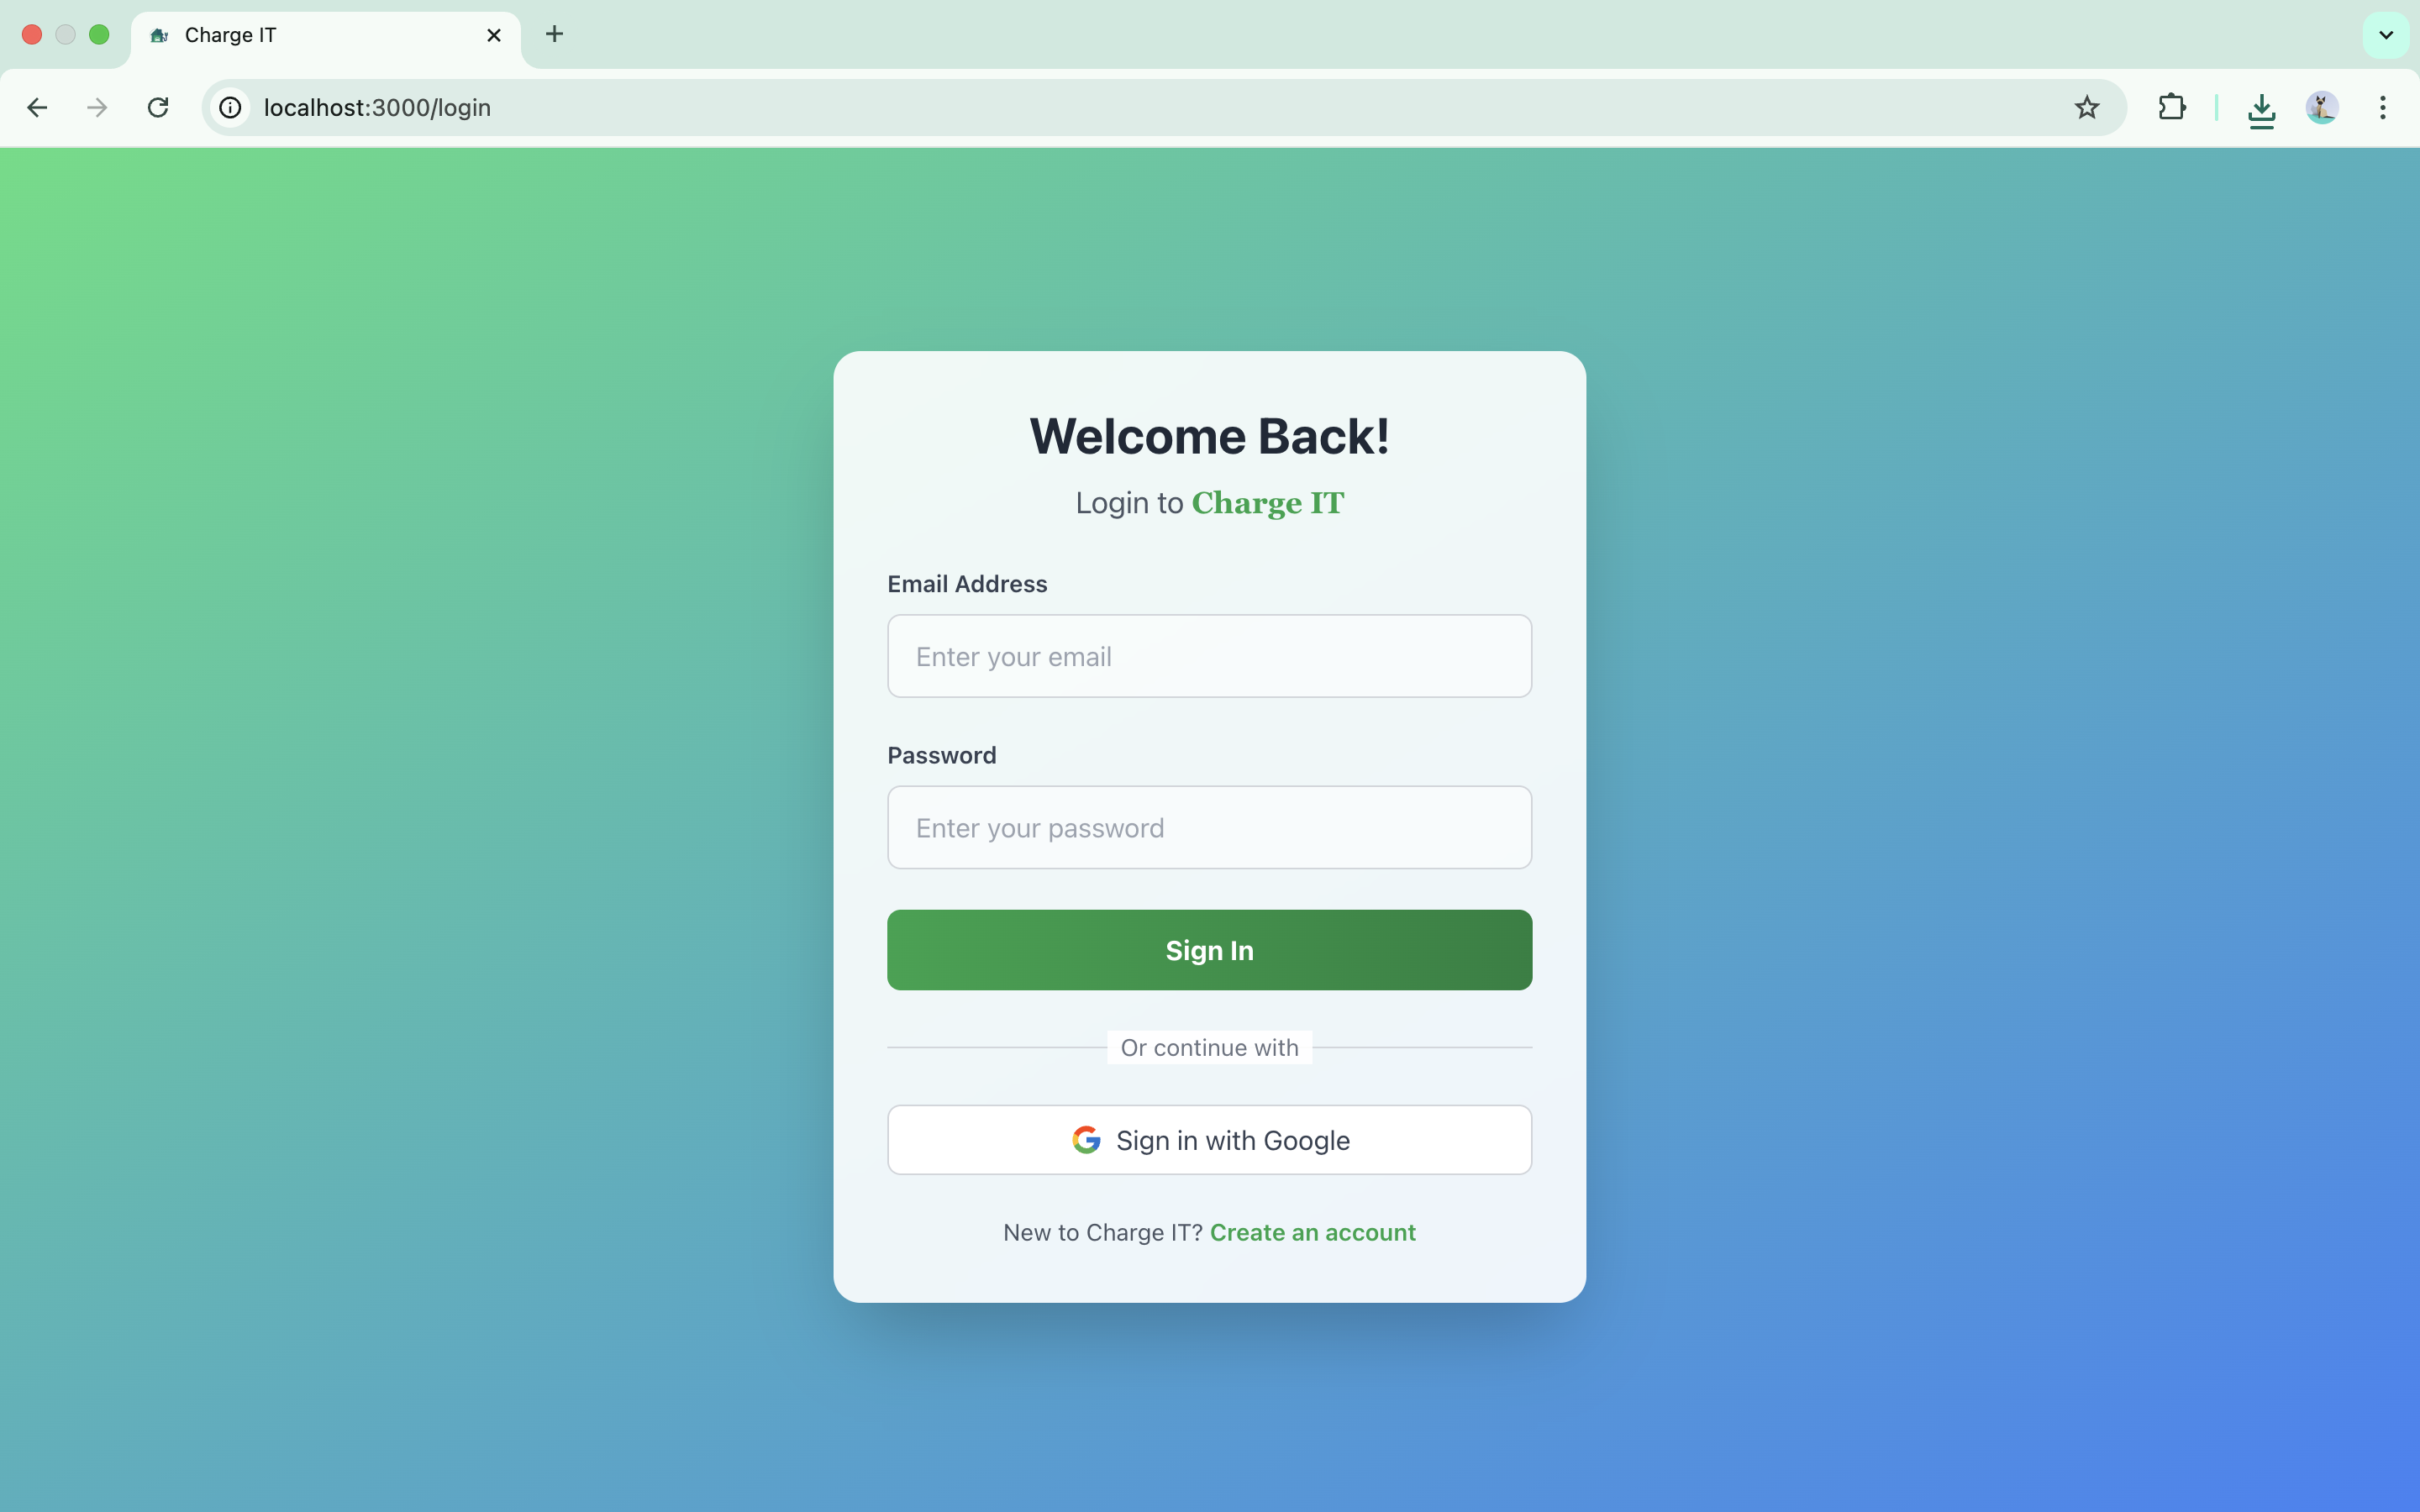 Charge IT
localhost:3000/login
Welcome Back!
Login to Charge IT
Email Address
Enter your email
Password
Enter your password
Sign In
Or continue with
Sign in with Google
New to Charge IT? Create an account